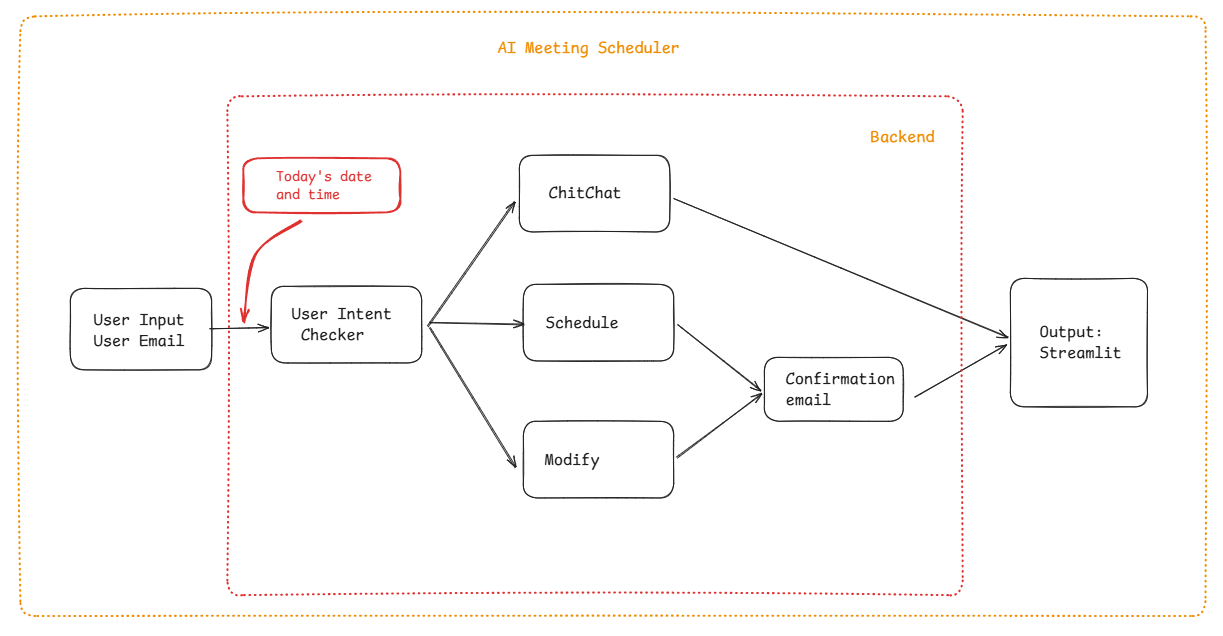 AI Meeting Scheduler
Backend
Today's date
and time
User Input
User Email
User Intent
Checker
ChitChat
Schedule
Modify
Confirmation
email
Output:
Streamlit